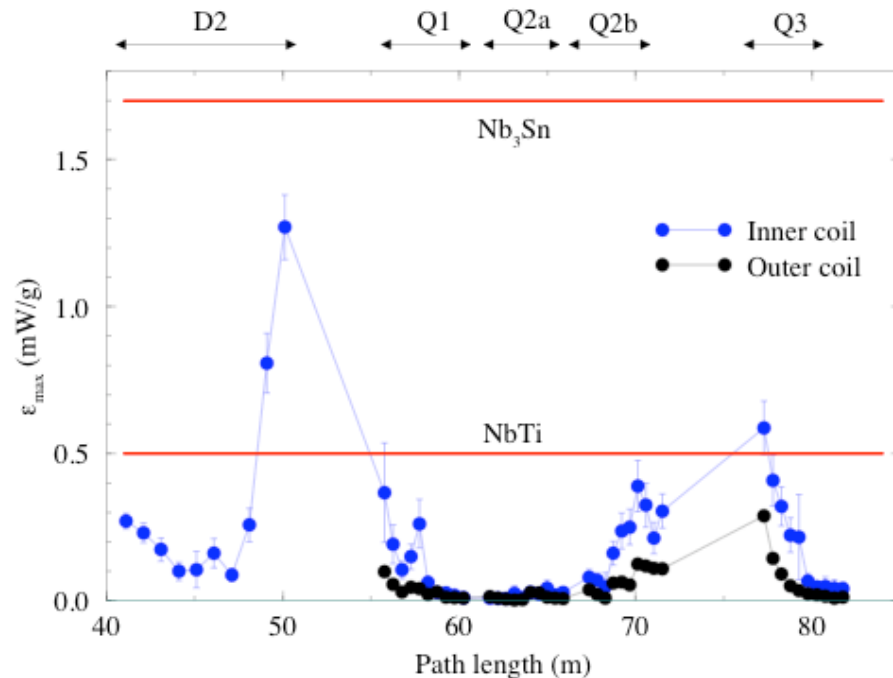 D2 Q1 Q2a Q2b Q3
1.5
1.0
0.5
0.0
40 50 60 70 80
Path length (m)
ε_max (mW/g)
Nb₃Sn
Inner coil
Outer coil
NbTi